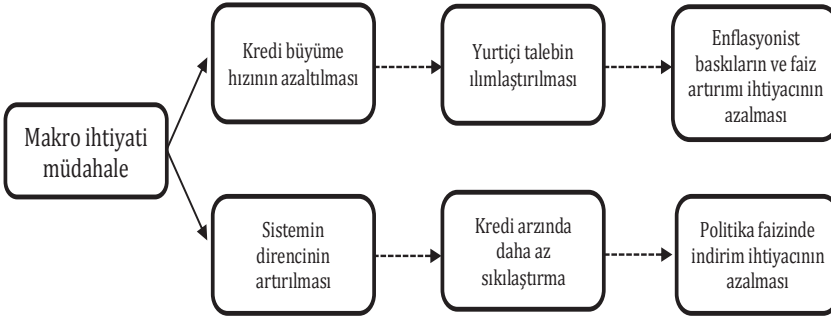 Makro ihtiyati
müdahale
Kredi büyüme
hızının azaltılması
Yurtiçi talebin
ılımlaştırılması
Enflasyonist
baskıların ve faiz
artırımı ihtiyacının
azalması
Sistemin
direncinin
artırılması
Kredi arzında
daha az
sıkılaştırma
Politika faizinde
indirim ihtiyacının
azalması